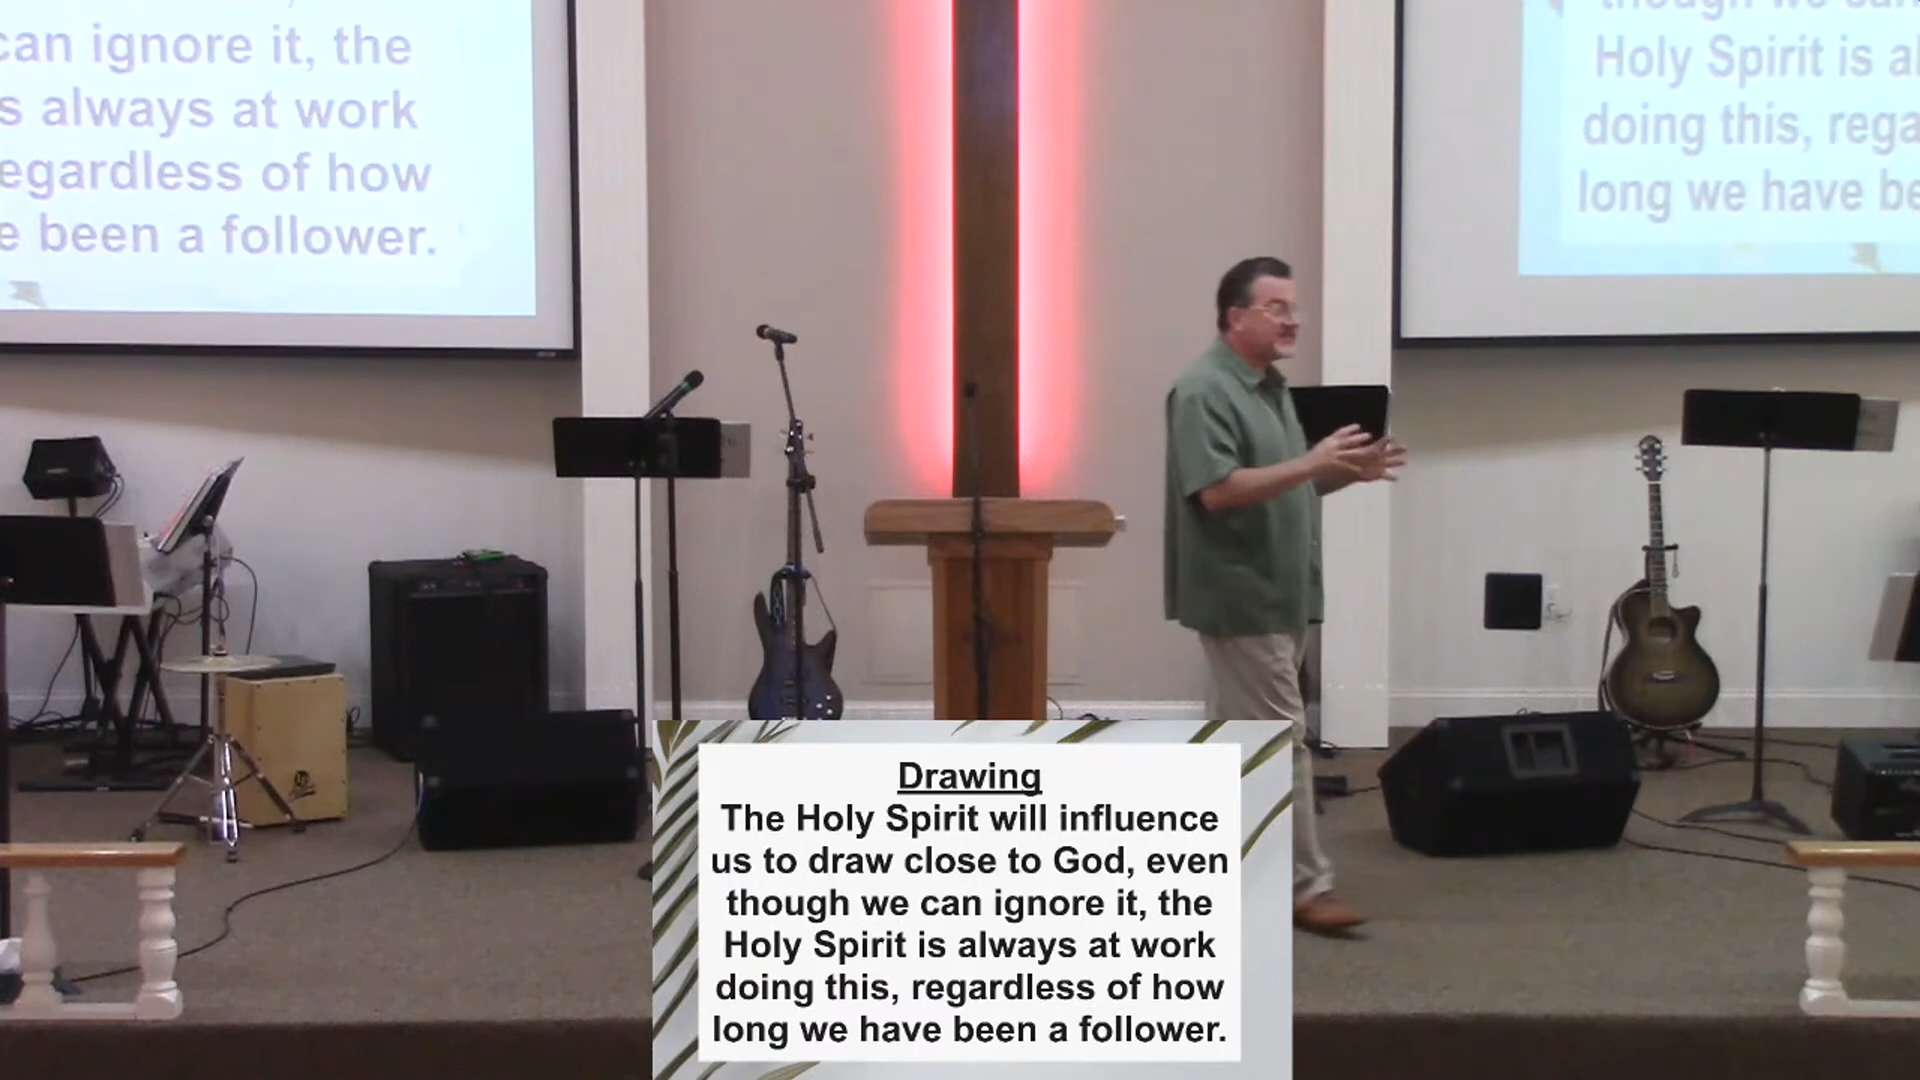 can ignore it, the
s always at work
egardless of how
e been a follower.
Holy Spirit is al
doing this, rega
long we have be
Drawing
The Holy Spirit will influence
us to draw close to God, even
though we can ignore it, the
Holy Spirit is always at work
doing this, regardless of how
long we have been a follower.